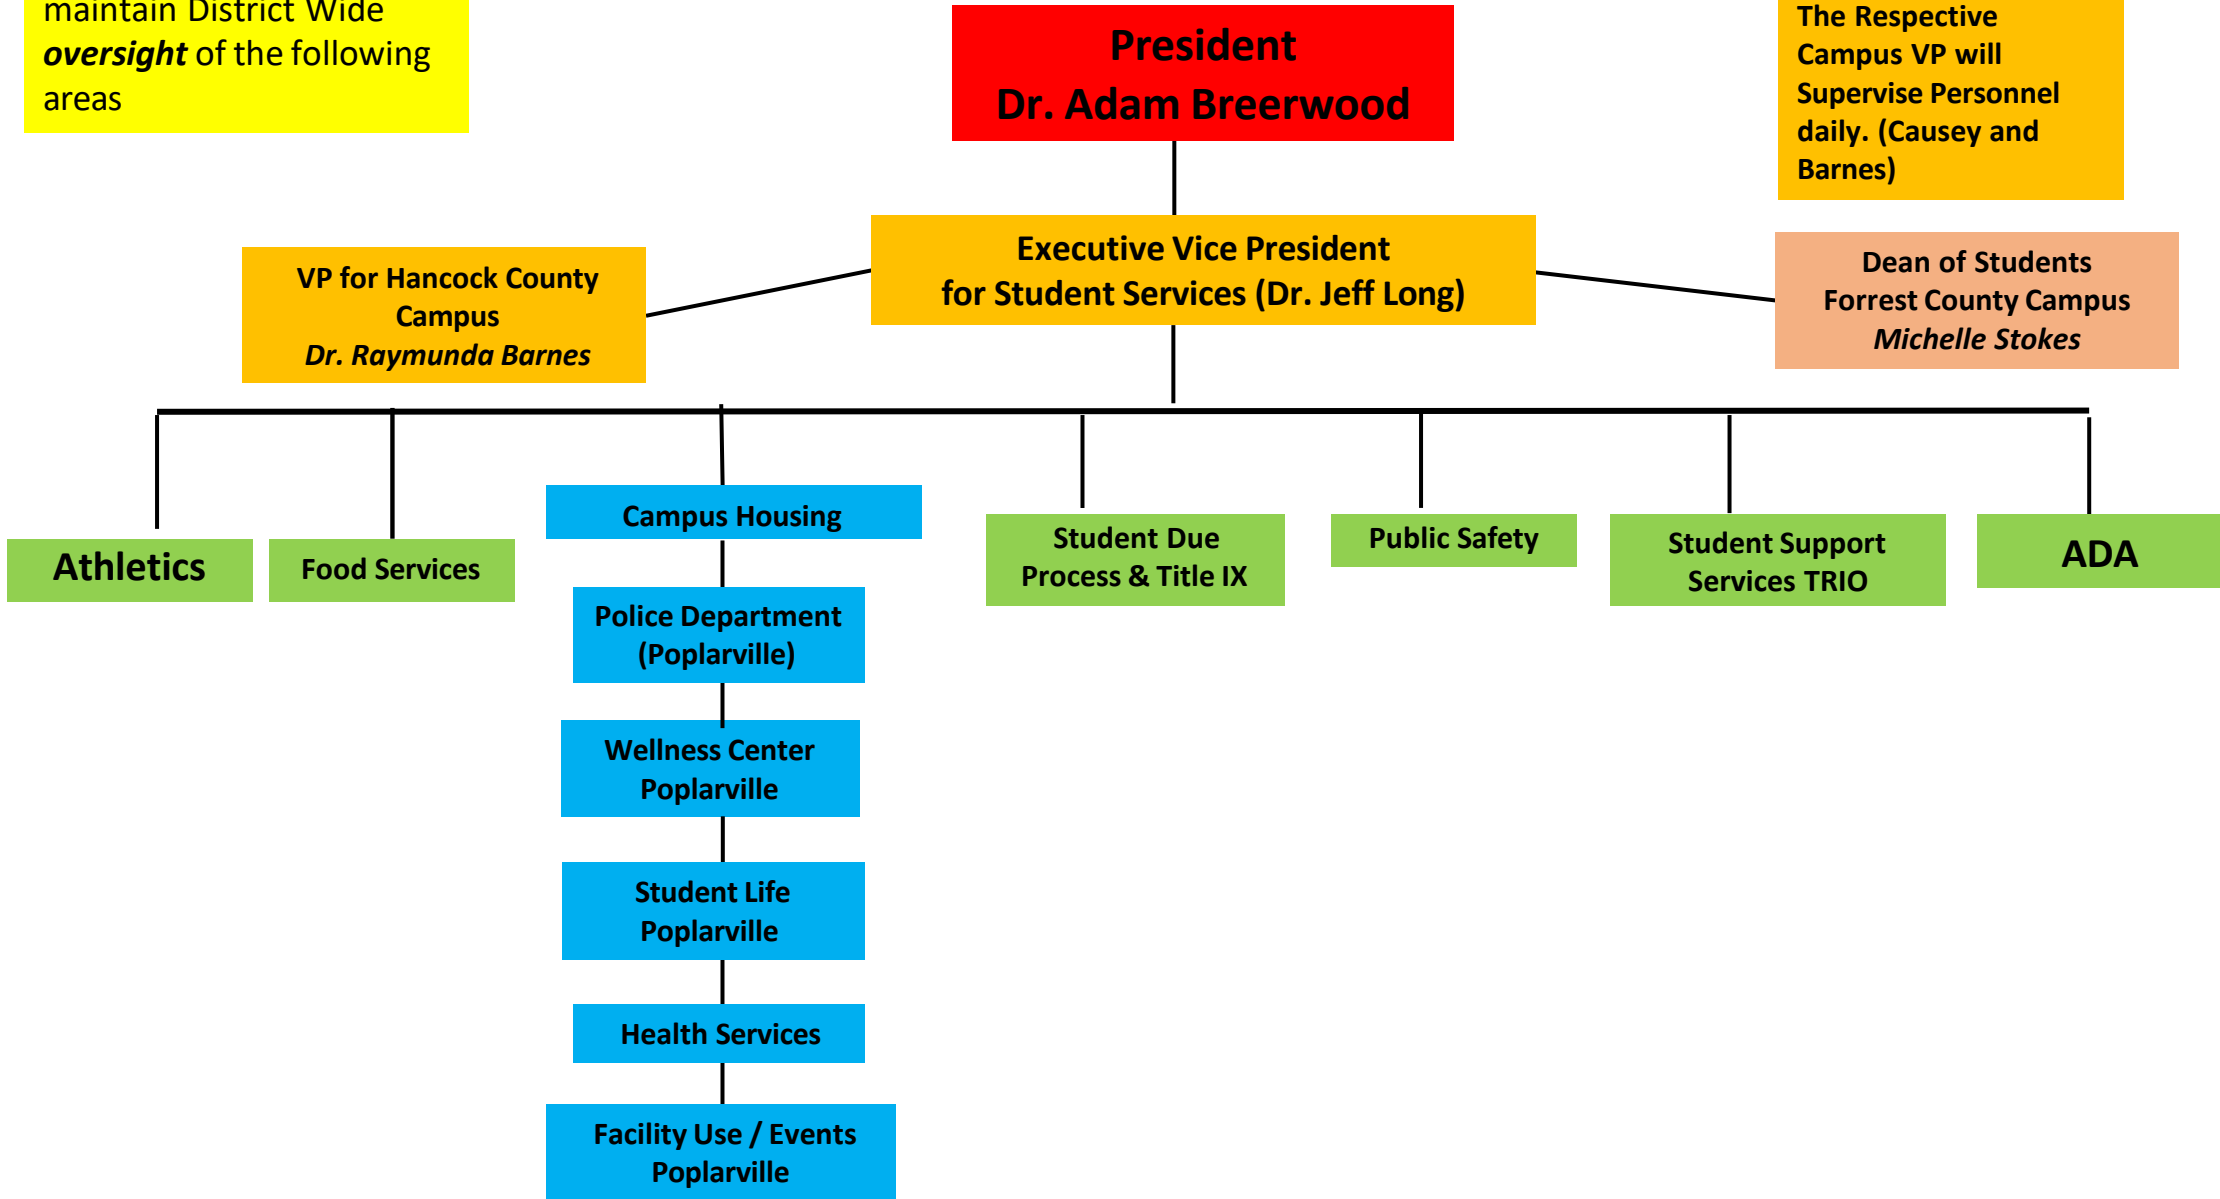 maintain District Wide
oversight of the following
areas
President
Dr. Adam Breerwood
The Respective
Campus VP will
Supervise Personnel
daily. (Causey and
Barnes)
VP for Hancock County
Campus
Dr. Raymunda Barnes
Executive Vice President
for Student Services (Dr. Jeff Long)
Dean of Students
Forrest County Campus
Michelle Stokes
Athletics
Food Services
Campus Housing
Police Department
(Poplarville)
Wellness Center
Poplarville
Student Life
Poplarville
Health Services
Facility Use / Events
Poplarville
Student Due
Process & Title IX
Public Safety
Student Support
Services TRIO
ADA